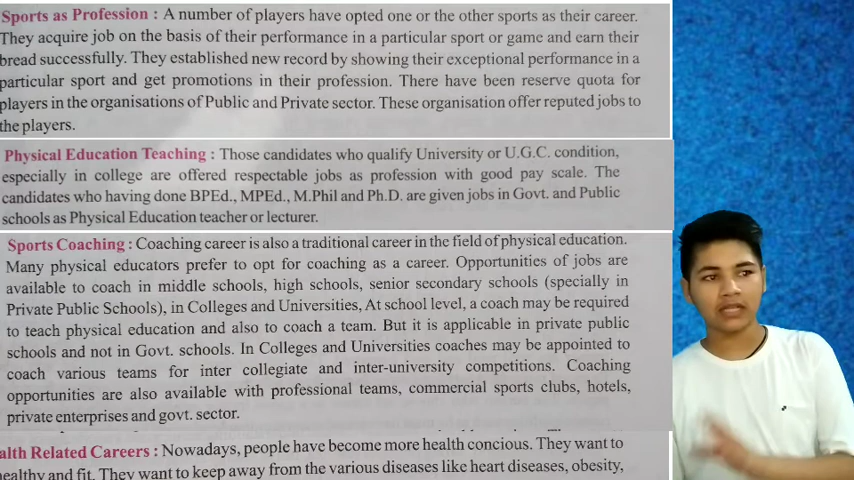 Sports as Profession : A number of players have opted one or the other sports as their career.
They acquire job on the basis of their performance in a particular sport or game and earn their
bread successfully. They established new record by showing their exceptional performance in a
particular sport and get promotions in their profession. There have been reserve quota for
players in the organisations of Public and Private sector. These organisation offer reputed jobs to
the players.
Physical Education Teaching : Those candidates who qualify University or U.G.C. condition,
especially in college are offered respectable jobs as profession with good pay scale. The
candidates who having done BPEd., MPEd., M.Phil and Ph.D. are given jobs in Govt. and Public
schools as Physical Education teacher or lecturer.
Sports Coaching : Coaching career is also a traditional career in the field of physical education.
Many physical educators prefer to opt for coaching as a career. Opportunities of jobs are
available to coach in middle schools, high schools, senior secondary schools (specially in
Private Public Schools), in Colleges and Universities, At school level, a coach may be required
to teach physical education and also to coach a team. But it is applicable in private public
schools and not in Govt. schools. In Colleges and Universities coaches may be appointed to
coach various teams for inter collegiate and inter-university competitions. Coaching
opportunities are also available with professional teams, commercial sports clubs, hotels,
private enterprises and govt. sector.
alth Related Careers : Nowadays, people have become more health concious. They want to
healthy and fit. They want to keep away from the various diseases like heart diseases, obesity,